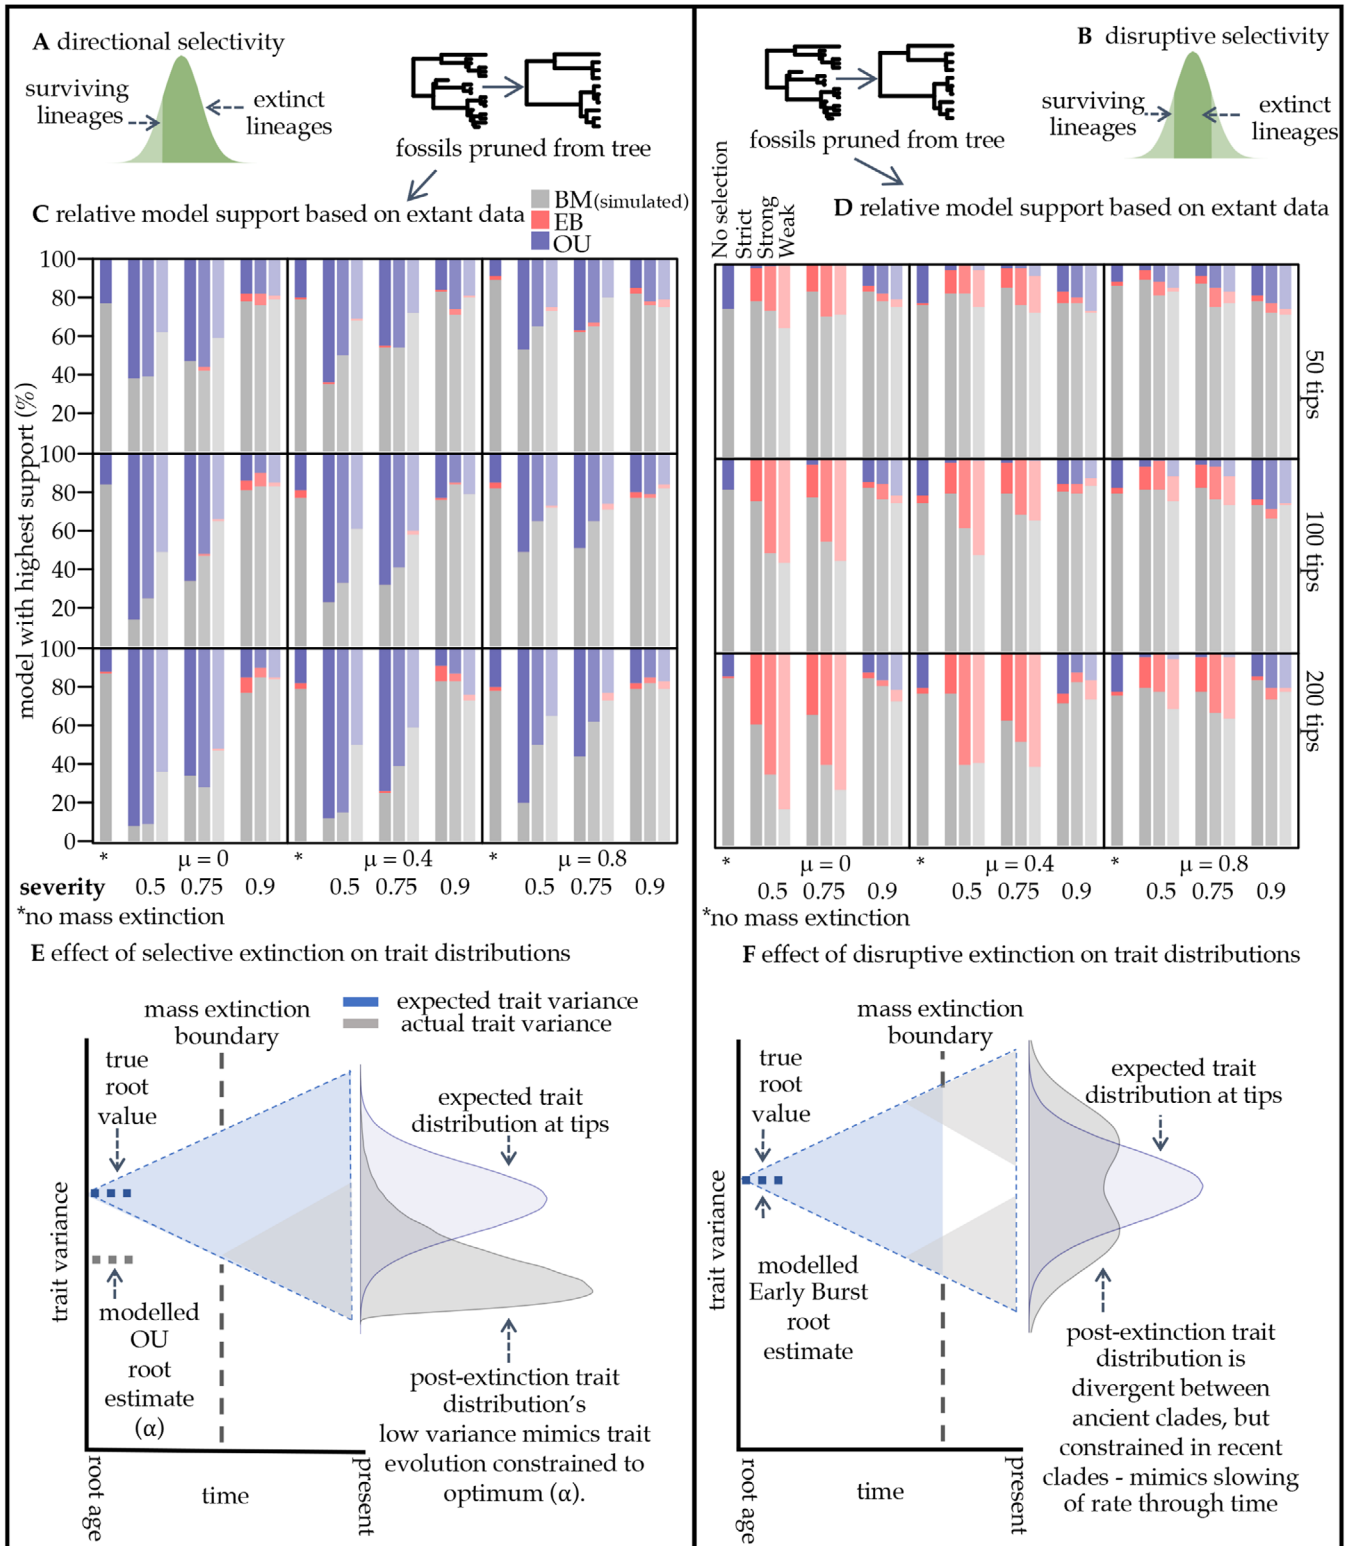 A directional selectivity
surviving
lineages
extinct
lineages
fossils pruned from tree
B disruptive selectivity
surviving
lineages
extinct
lineages
fossils pruned from tree
C relative model support based on extant data
BM(simulated)
EB
OU
No selection
Strict
Strong
Weak
D relative model support based on extant data
model with highest support (%)
100
80
60
40
20
100
80
60
40
20
100
80
60
40
20
0
50 tips
100 tips
200 tips
* μ = 0 * μ = 0.4 * μ = 0.8
severity 0.5 0.75 0.9 0.5 0.75 0.9 0.5 0.75 0.9
*no mass extinction
* μ = 0 * μ = 0.4 * μ = 0.8
0.5 0.75 0.9 0.5 0.75 0.9 0.5 0.75 0.9
*no mass extinction
E effect of selective extinction on trait distributions
expected trait variance
actual trait variance
mass extinction
boundary
true
root
value
expected trait
distribution at tips
trait variance
modelled
OU
root
estimate
(α)
post-extinction trait
distribution's
low variance mimics trait
evolution constrained to
optimum (α).
root age
time
present
F effect of disruptive extinction on trait distributions
mass extinction
boundary
true
root
value
expected trait
distribution at tips
trait variance
modelled
Early Burst
root
estimate
post-extinction trait
distribution is
divergent between
ancient clades, but
constrained in recent
clades - mimics slowing
of rate through time
root age
time
present